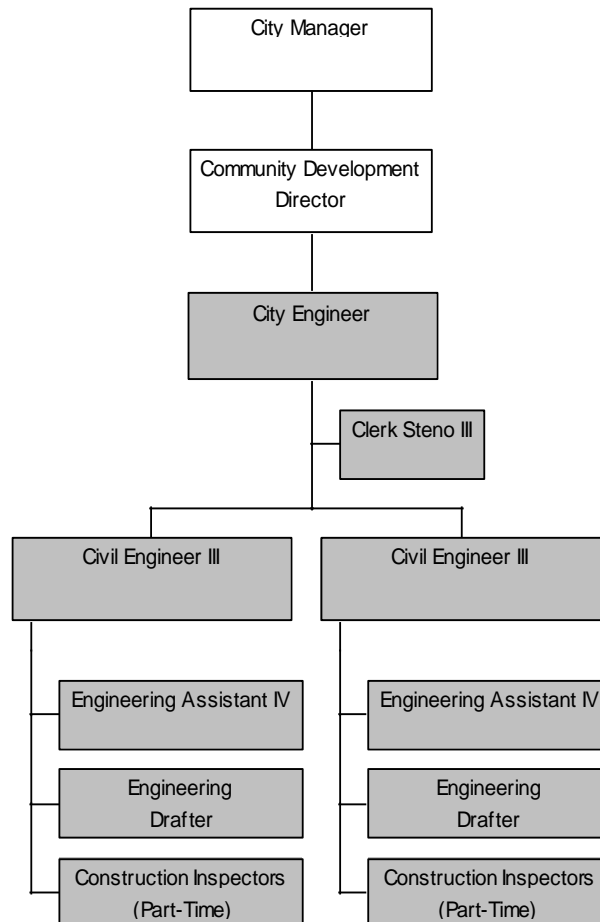 City Manager
Community Development
Director
City Engineer
Clerk Steno III
Civil Engineer III
Civil Engineer III
Engineering Assistant IV
Engineering
Drafter
Construction Inspectors
(Part-Time)
Engineering Assistant IV
Engineering
Drafter
Construction Inspectors
(Part-Time)